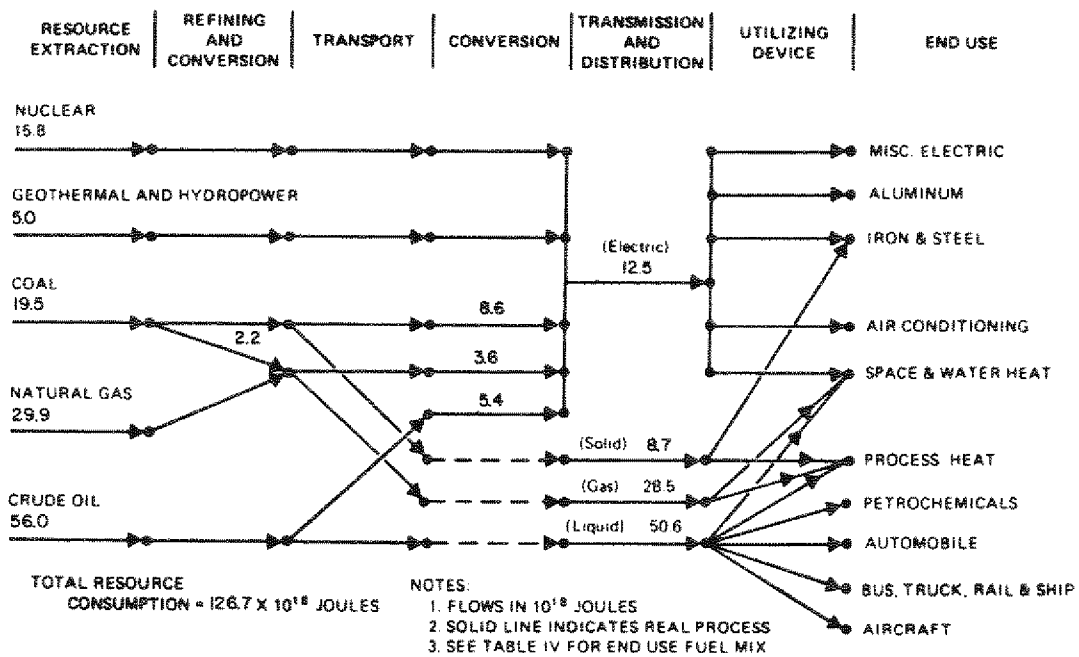 RESOURCE EXTRACTION
REFINING AND CONVERSION
TRANSPORT
CONVERSION
TRANSMISSION AND DISTRIBUTION
UTILIZING DEVICE
END USE
NUCLEAR
15.8
GEOTHERMAL AND HYDROPOWER
5.0
COAL
19.5
2.2
NATURAL GAS
29.9
CRUDE OIL
56.0
8.6
3.6
5.4
(Electric)
12.5
(Solid) 8.7
(Gas) 28.5
(Liquid) 50.6
MISC. ELECTRIC
ALUMINUM
IRON & STEEL
AIR CONDITIONING
SPACE & WATER HEAT
PROCESS HEAT
PETROCHEMICALS
AUTOMOBILE
BUS, TRUCK, RAIL & SHIP
AIRCRAFT
TOTAL RESOURCE
CONSUMPTION = 126.7 X 10¹⁸ JOULES
NOTES:
1. FLOWS IN 10¹⁸ JOULES
2. SOLID LINE INDICATES REAL PROCESS
3. SEE TABLE IV FOR END USE FUEL MIX